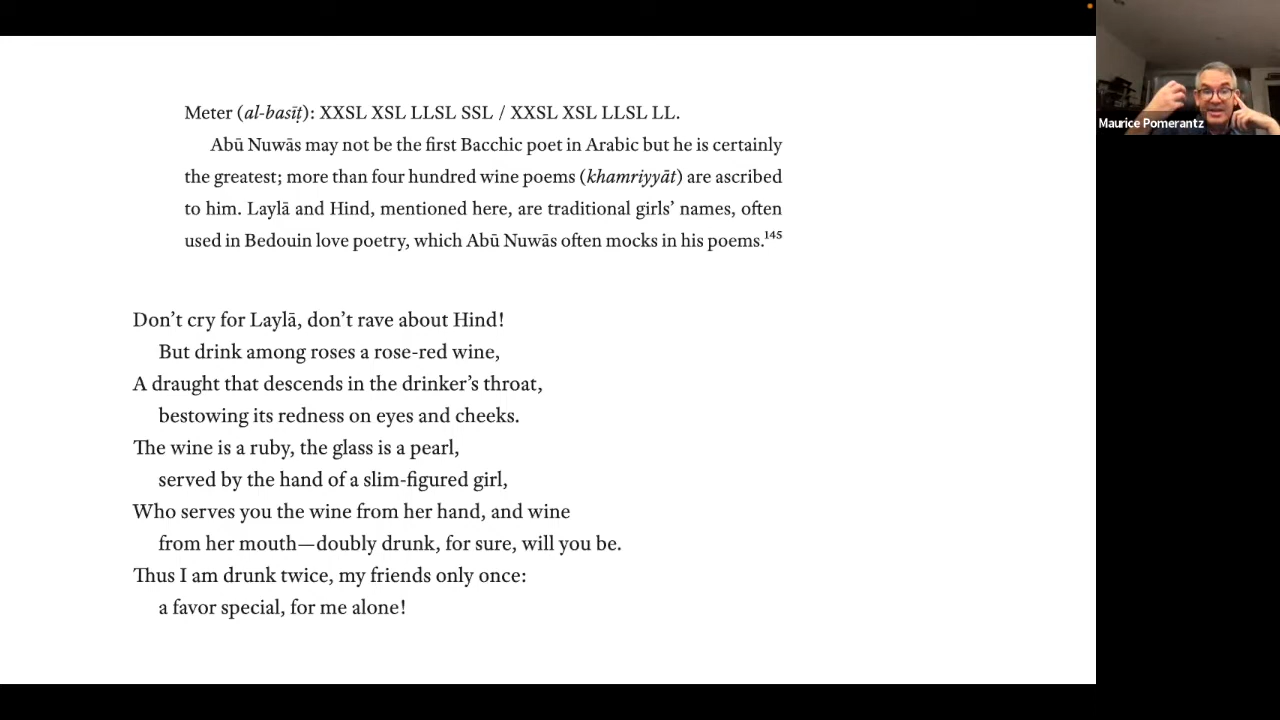 Meter (al-basīṭ): XXSL XSL LLSL SSL / XXSL XSL LLSL LL.
Abū Nuwās may not be the first Bacchic poet in Arabic but he is certainly
the greatest; more than four hundred wine poems (khamriyyāt) are ascribed
to him. Laylā and Hind, mentioned here, are traditional girls’ names, often
used in Bedouin love poetry, which Abū Nuwās often mocks in his poems.¹⁴⁵
Don’t cry for Laylā, don’t rave about Hind!
But drink among roses a rose-red wine,
A draught that descends in the drinker’s throat,
bestowing its redness on eyes and cheeks.
The wine is a ruby, the glass is a pearl,
served by the hand of a slim-figured girl,
Who serves you the wine from her hand, and wine
from her mouth—doubly drunk, for sure, will you be.
Thus I am drunk twice, my friends only once:
a favor special, for me alone!
Maurice Pomerantz